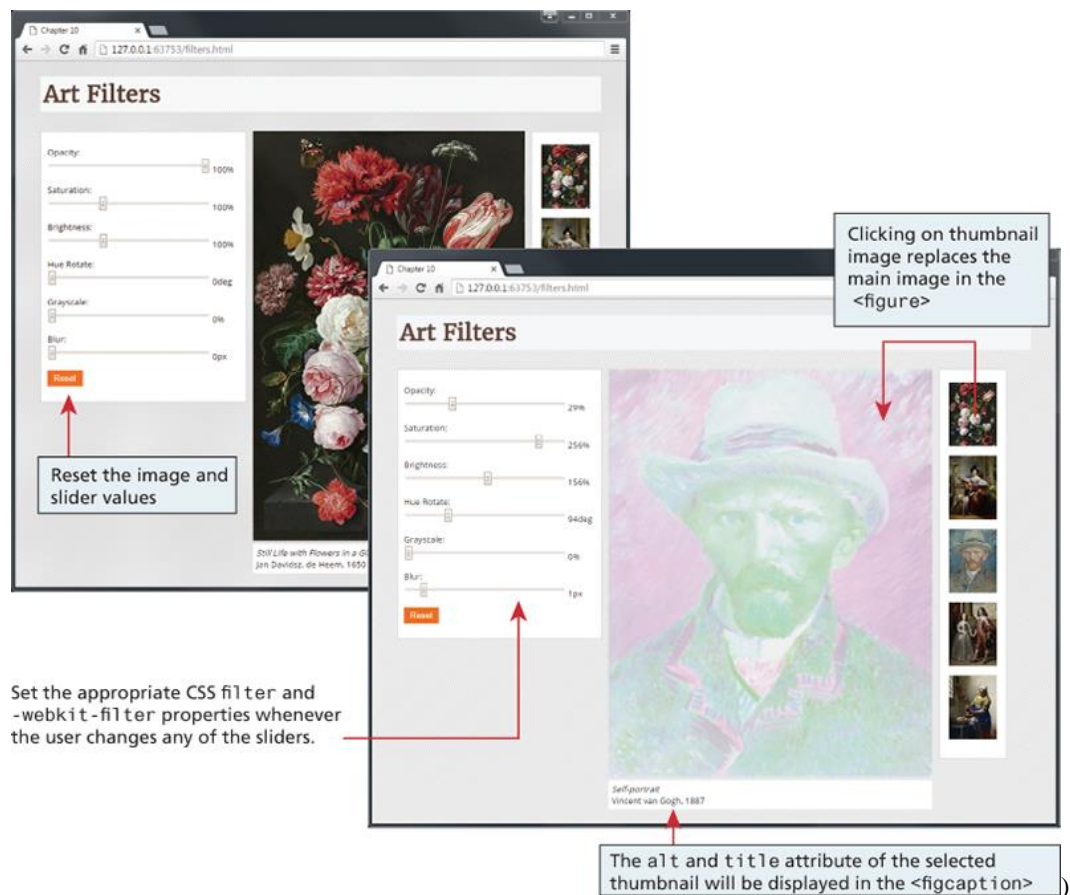 Chapter 10
127.0.0.1:63753/filters.html
Art Filters
Opacity:
100%
Saturation:
100%
Brightness:
100%
Hue Rotate:
0deg
Grayscale:
0%
Blur:
0px
Reset
Still Life with Flowers in a
Jan Davidsz. de Heem, 1650
Reset the image and
slider values
Chapter 10
127.0.0.1:63753/filters.html
Art Filters
Opacity:
29%
Saturation:
256%
Brightness:
156%
Hue Rotate:
94deg
Grayscale:
0%
Blur:
1px
Reset
Self-portrait
Vincent van Gogh, 1887
Clicking on thumbnail
image replaces the
main image in the
<figure>
Set the appropriate CSS filter and
-webkit-filter properties whenever
the user changes any of the sliders.
The alt and title attribute of the selected
thumbnail will be displayed in the <figcaption>
)